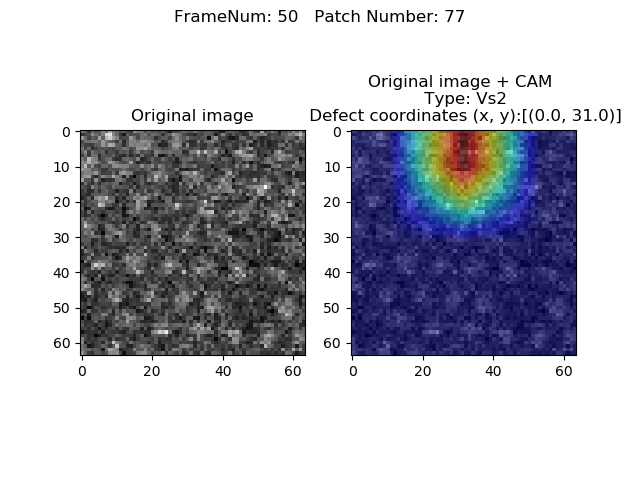 FrameNum: 50   Patch Number: 77
Original image
Original image + CAM
Type: Vs2
Defect coordinates (x, y):[(0.0, 31.0)]
0
10
20
30
40
50
60
0 20 40 60
0
10
20
30
40
50
60
0 20 40 60